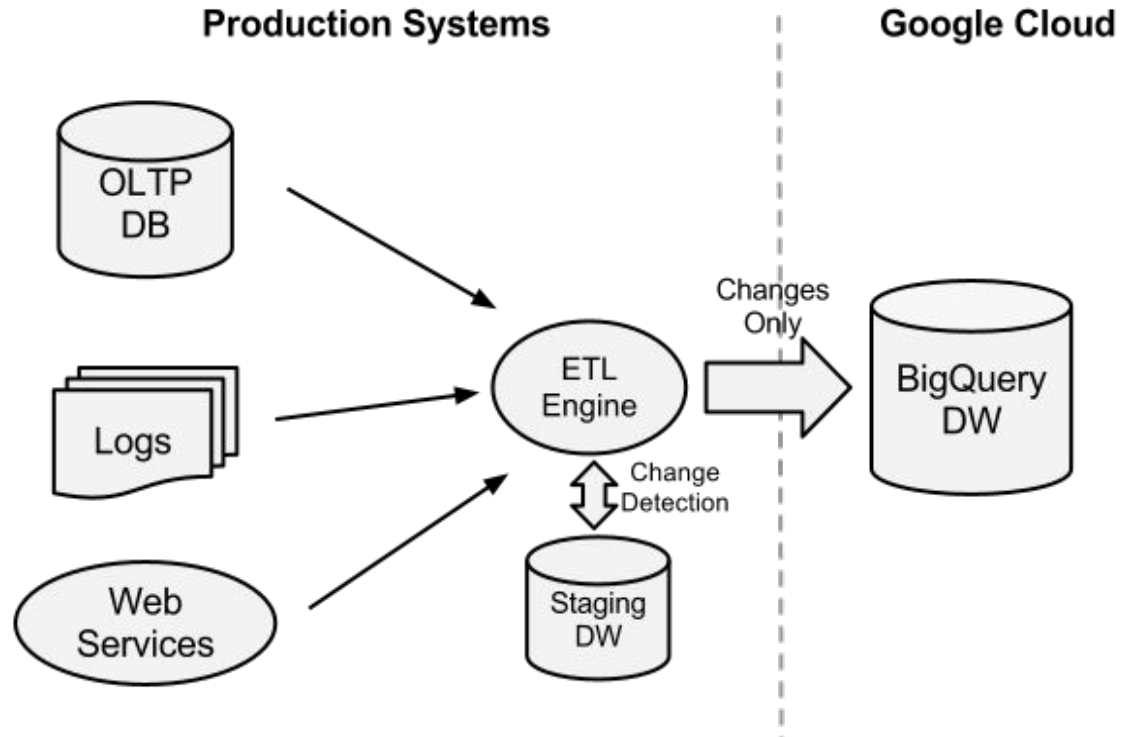 Production Systems
Google Cloud
OLTP
DB
Changes
Only
ETL
Engine
BigQuery
DW
Logs
Change
Detection
Web
Services
Staging
DW